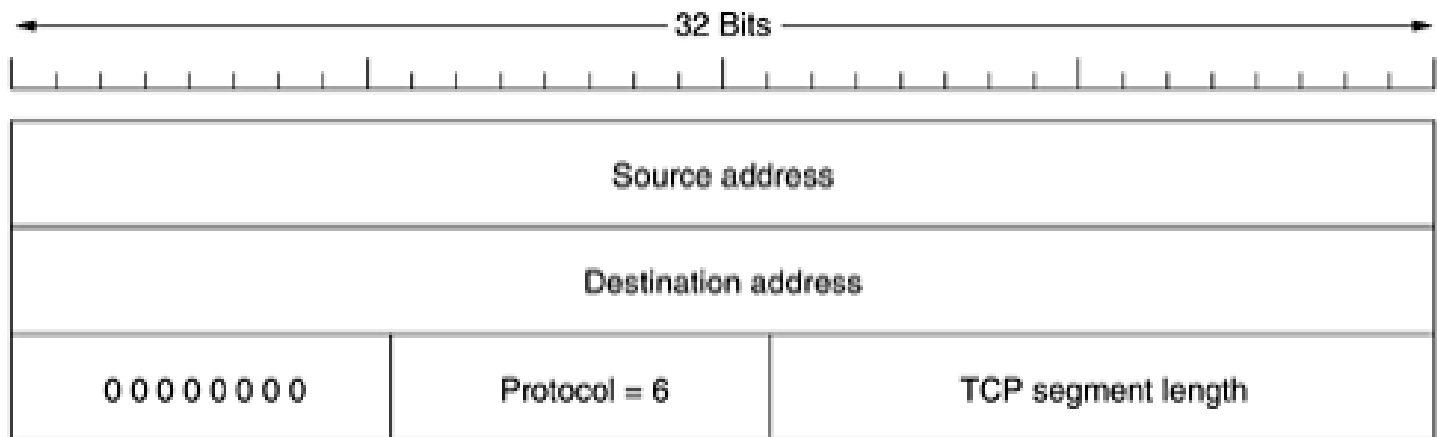 32 Bits
Source address
Destination address
0 0 0 0 0 0 0 0
Protocol = 6
TCP segment length